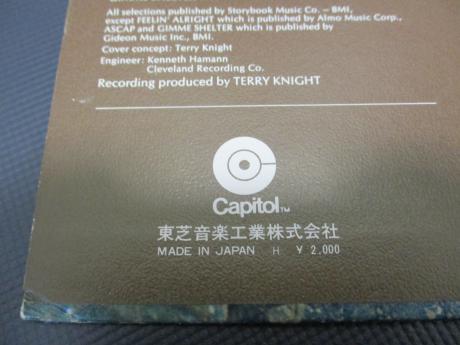 All selections published by Storybook Music Co. – BMI,
except FEELIN' ALRIGHT which is published by Almo Music Corp.,
ASCAP and GIMME SHELTER which is published by
Gideon Music Inc., BMI.
Cover concept: Terry Knight
Engineer: Kenneth Hamann
Cleveland Recording Co.
Recording produced by TERRY KNIGHT
Capitol™
東芝音楽工業株式会社
MADE IN JAPAN H ¥ 2,000